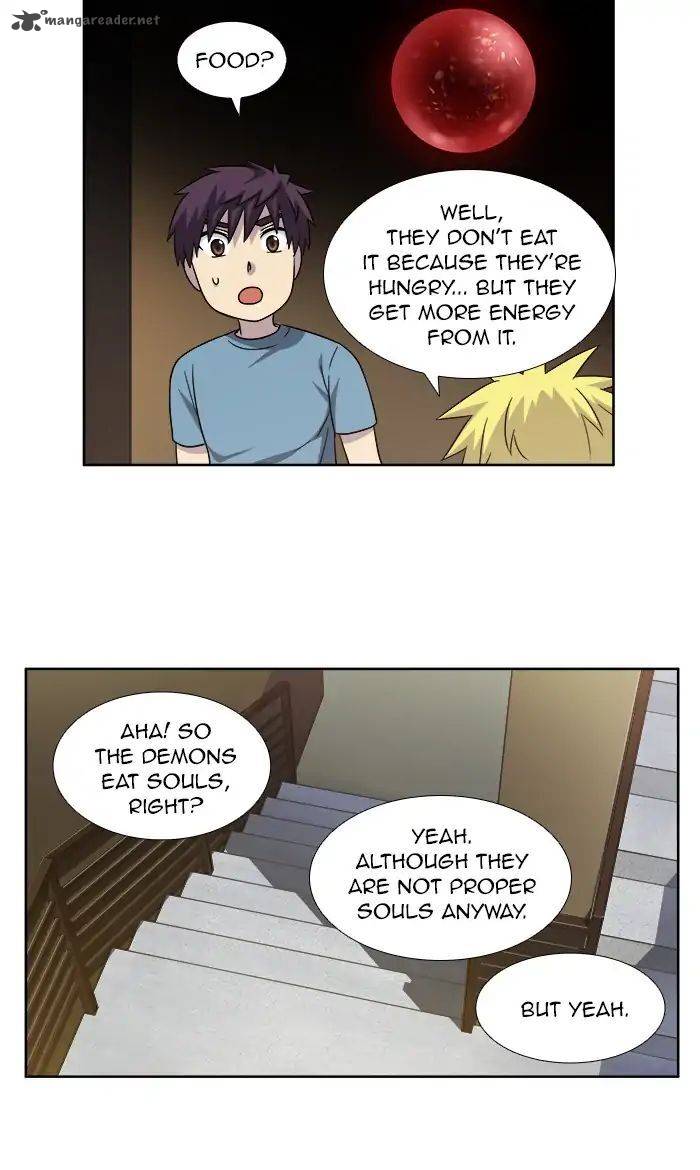 mangareader.net
FOOD?
WELL,
THEY DON'T EAT
IT BECAUSE THEY'RE
HUNGRY... BUT THEY
GET MORE ENERGY
FROM IT.
AHA! SO
THE DEMONS
EAT SOULS,
RIGHT?
YEAH.
ALTHOUGH THEY
ARE NOT PROPER
SOULS ANYWAY.
BUT YEAH.